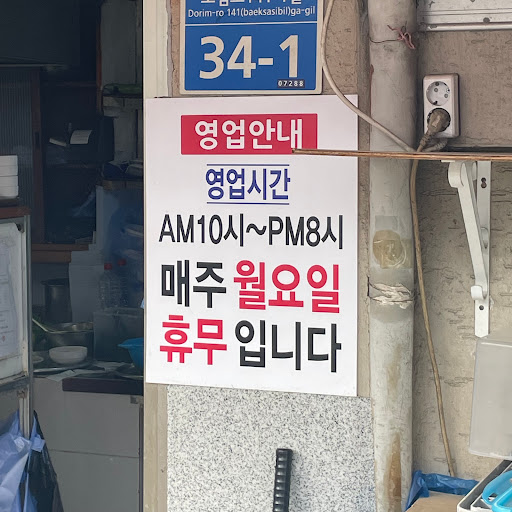 Dorim-ro 141(baeksasibil)ga-gil
34-1
07288
영업안내
영업시간
AM10시~PM8시
매주 월요일
휴무 입니다